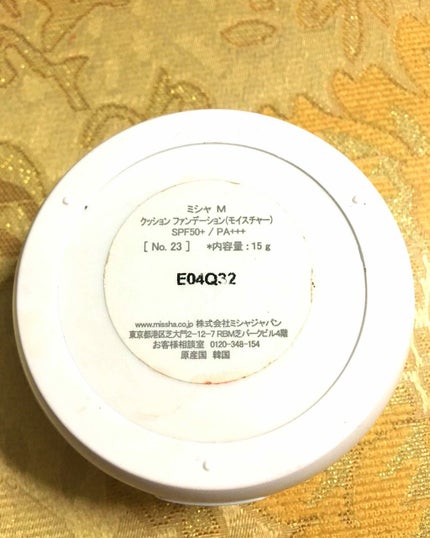 ミシャ M
クッション ファンデーション(モイスチャー)
SPF50+ / PA+++
[ No. 23 ] *内容量：15 g
E04Q32
www.missha.co.jp 株式会社ミシャジャパン
東京都港区芝大門2-12-7 RBM芝パークビル4階
お客様相談室 0120-348-154
原産国 韓国